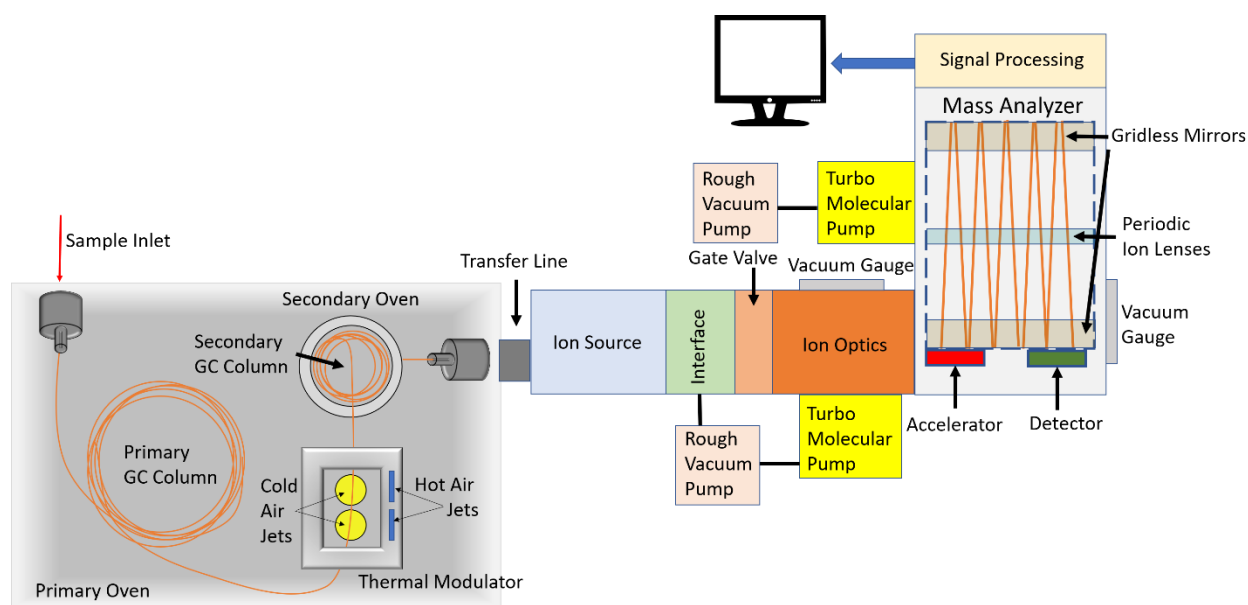 Signal Processing
Mass Analyzer
Gridless Mirrors
Rough
Vacuum
Pump
Turbo
Molecular
Pump
Periodic
Ion Lenses
Sample Inlet
Gate Valve
Vacuum Gauge
Transfer Line
Vacuum
Gauge
Secondary Oven
Secondary
GC Column
Ion Source
Interface
Ion Optics
Accelerator
Detector
Primary
GC Column
Rough
Vacuum
Pump
Turbo
Molecular
Pump
Cold
Air
Jets
Hot Air
Jets
Thermal Modulator
Primary Oven